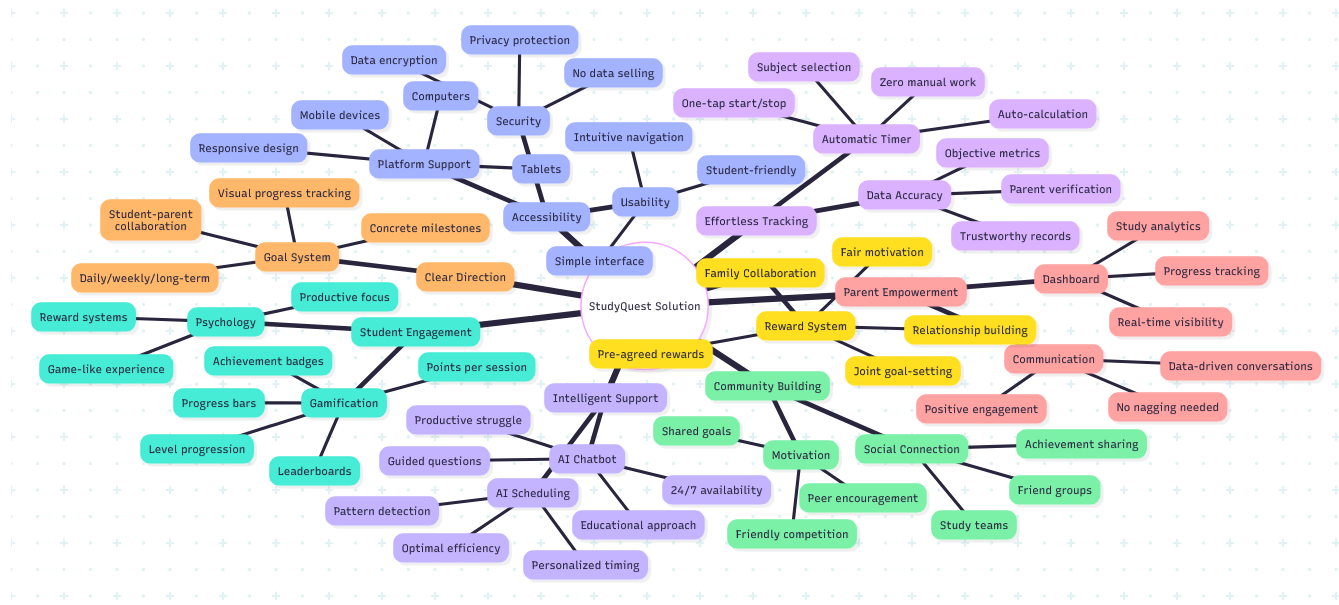 Privacy protection
Data encryption
No data selling
Computers
Security
Mobile devices
Responsive design
Platform Support
Tablets
Intuitive navigation
Student-friendly
Usability
Accessibility
Simple interface
Subject selection
Zero manual work
One-tap start/stop
Auto-calculation
Automatic Timer
Objective metrics
Data Accuracy
Parent verification
Effortless Tracking
Trustworthy records
Visual progress tracking
Student-parent
collaboration
Concrete milestones
Goal System
Daily/weekly/long-term
Clear Direction
StudyQuest Solution
Family Collaboration
Fair motivation
Reward System
Relationship building
Joint goal-setting
Pre-agreed rewards
Parent Empowerment
Study analytics
Dashboard
Progress tracking
Real-time visibility
Communication
Data-driven conversations
Positive engagement
No nagging needed
Productive focus
Reward systems
Psychology
Student Engagement
Game-like experience
Achievement badges
Points per session
Progress bars
Gamification
Level progression
Leaderboards
Intelligent Support
Productive struggle
Guided questions
AI Chatbot
24/7 availability
AI Scheduling
Pattern detection
Educational approach
Optimal efficiency
Personalized timing
Community Building
Shared goals
Motivation
Social Connection
Achievement sharing
Peer encouragement
Friend groups
Friendly competition
Study teams